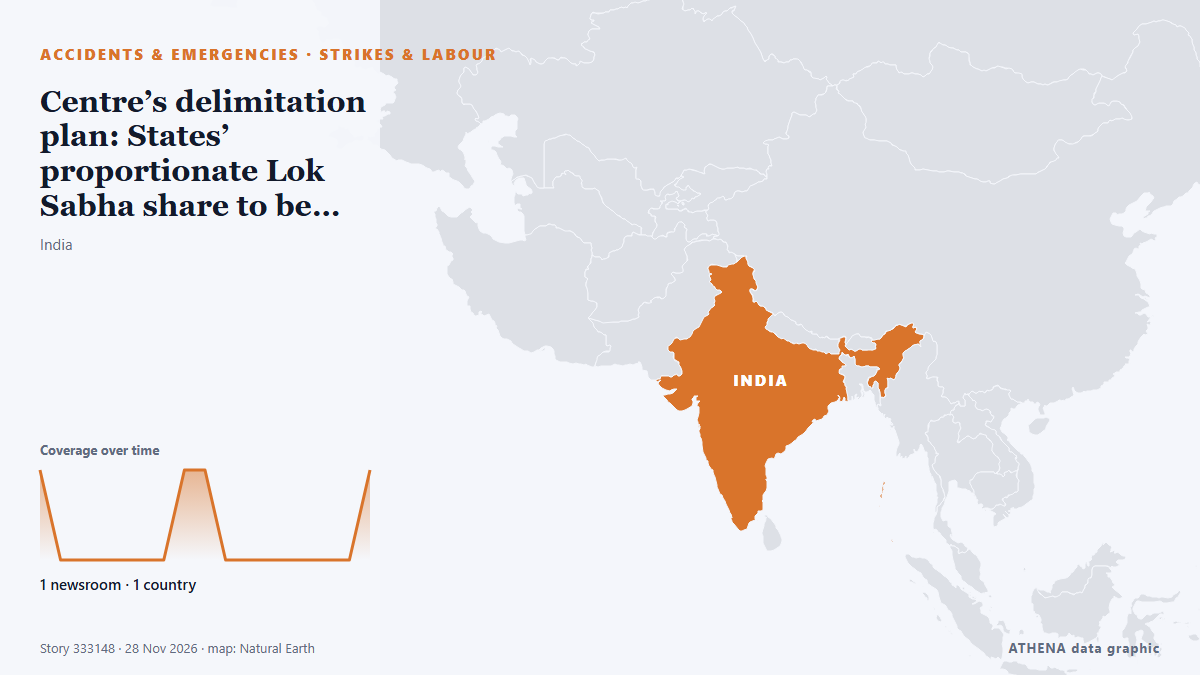 ACCIDENTS & EMERGENCIES · STRIKES & LABOUR
Centre’s delimitation
plan: States’
proportionate Lok
Sabha share to be…
India
INDIA
Coverage over time
1 newsroom · 1 country
Story 333148 · 28 Nov 2026 · map: Natural Earth
ATHENA data graphic